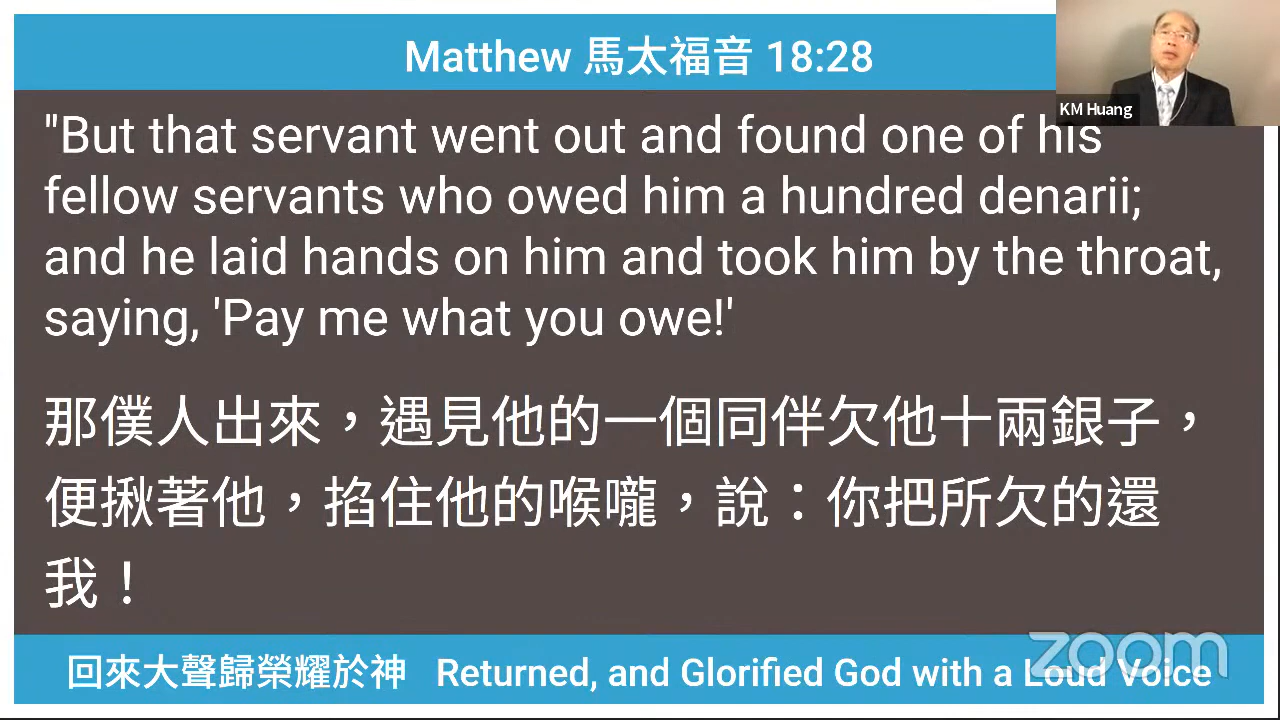 Matthew 馬太福音 18:28
KM Huang
"But that servant went out and found one of his
fellow servants who owed him a hundred denarii;
and he laid hands on him and took him by the throat,
saying, 'Pay me what you owe!'
那僕人出來，遇見他的一個同伴欠他十兩銀子，
便揪著他，掐住他的喉嚨，說：你把所欠的還
我！
zoom
回來大聲歸榮耀於神 Returned, and Glorified God with a Loud Voice